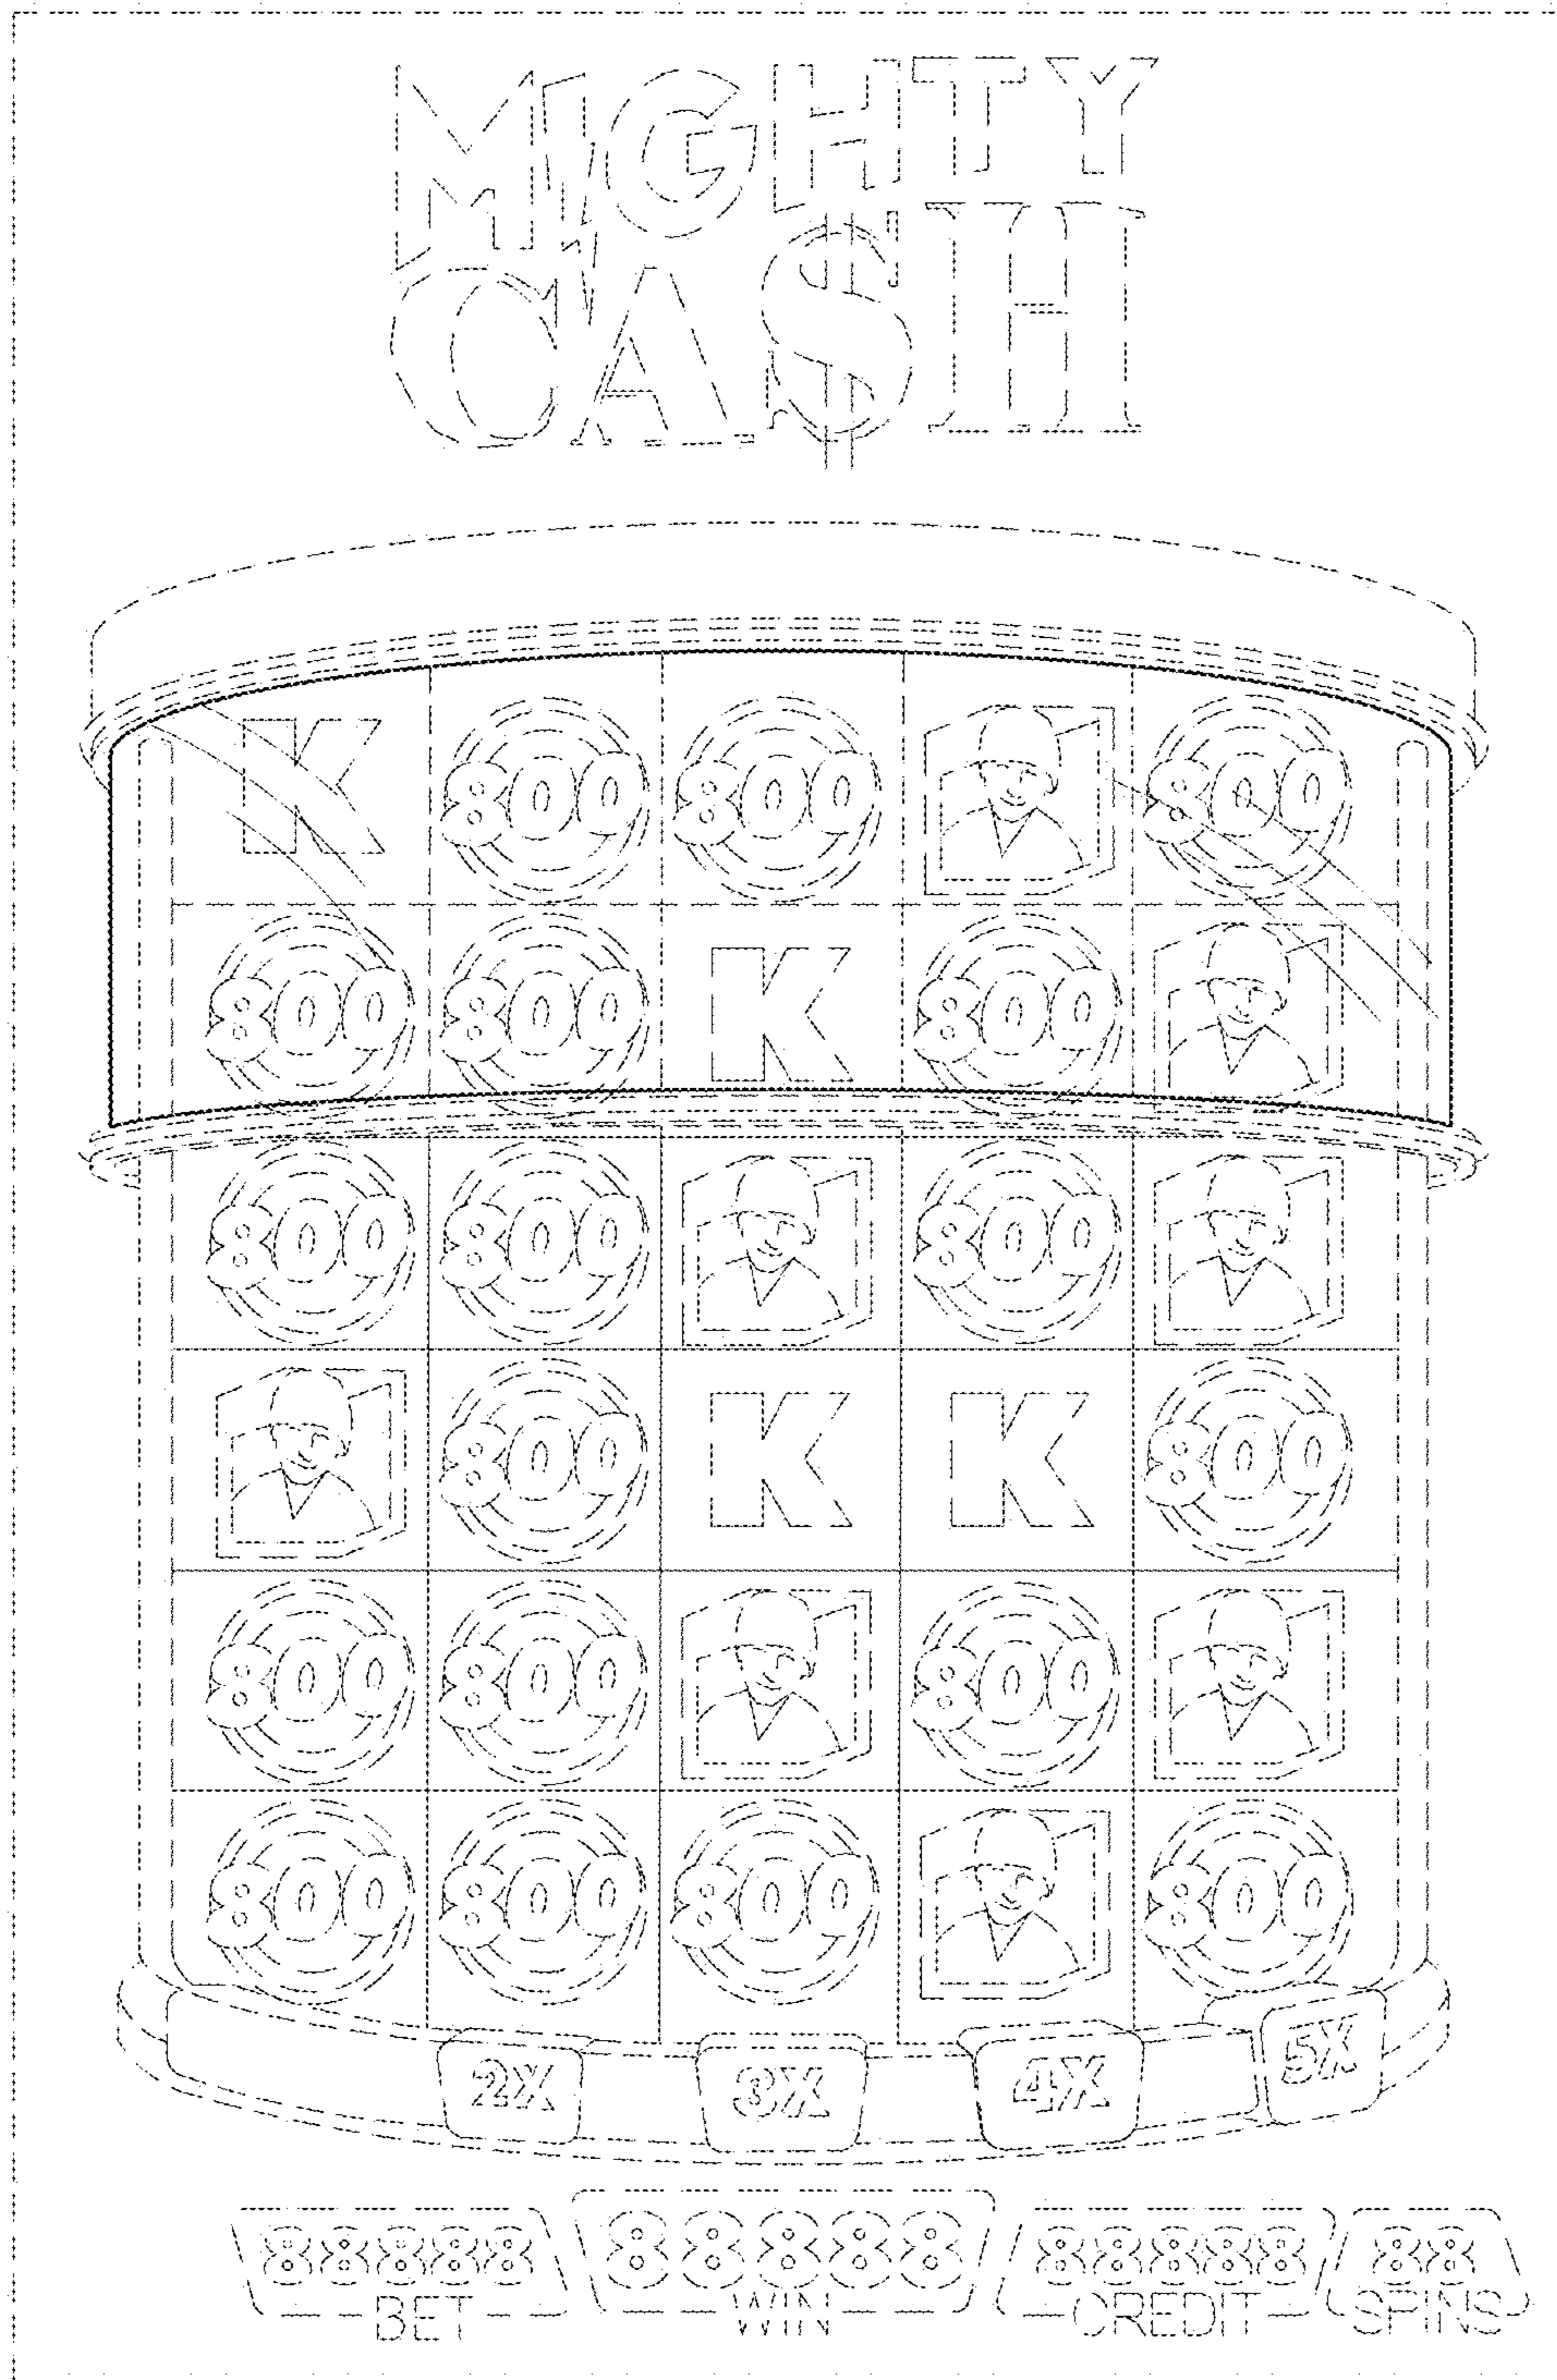 MIGHTY
CA$H
K 800 800 800
800 800 K 800
800 800 800
800 K K 800
800 800 800
800 800 800 800
2X 3X 4X 5X
88888 88888 88888 88
BET WIN CREDIT SPINS